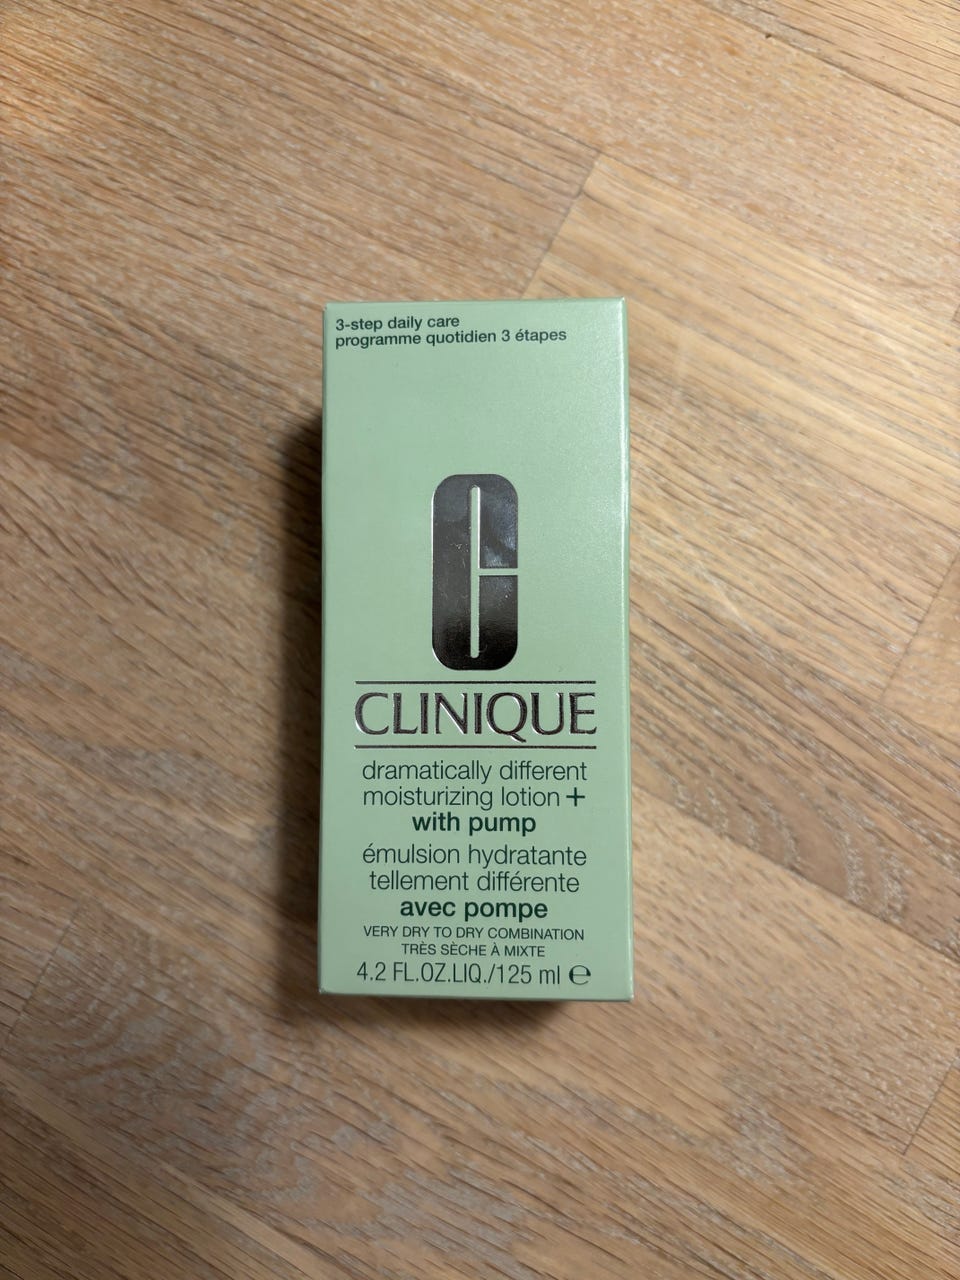 3-step daily care
programme quotidien 3 étapes
C
CLINIQUE
dramatically different
moisturizing lotion +
with pump
émulsion hydratante
tellement différente
avec pompe
VERY DRY TO DRY COMBINATION
TRÈS SÈCHE À MIXTE
4.2 FL.OZ.LIQ./125 ml ℮